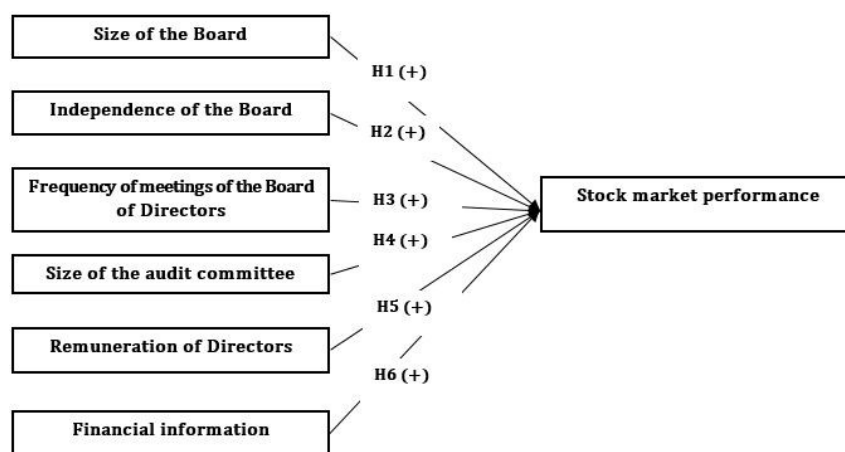 Size of the Board
H1 (+)
Independence of the Board
H2 (+)
Frequency of meetings of the Board
of Directors
H3 (+)
Stock market performance
H4 (+)
Size of the audit committee
H5 (+)
Remuneration of Directors
H6 (+)
Financial information